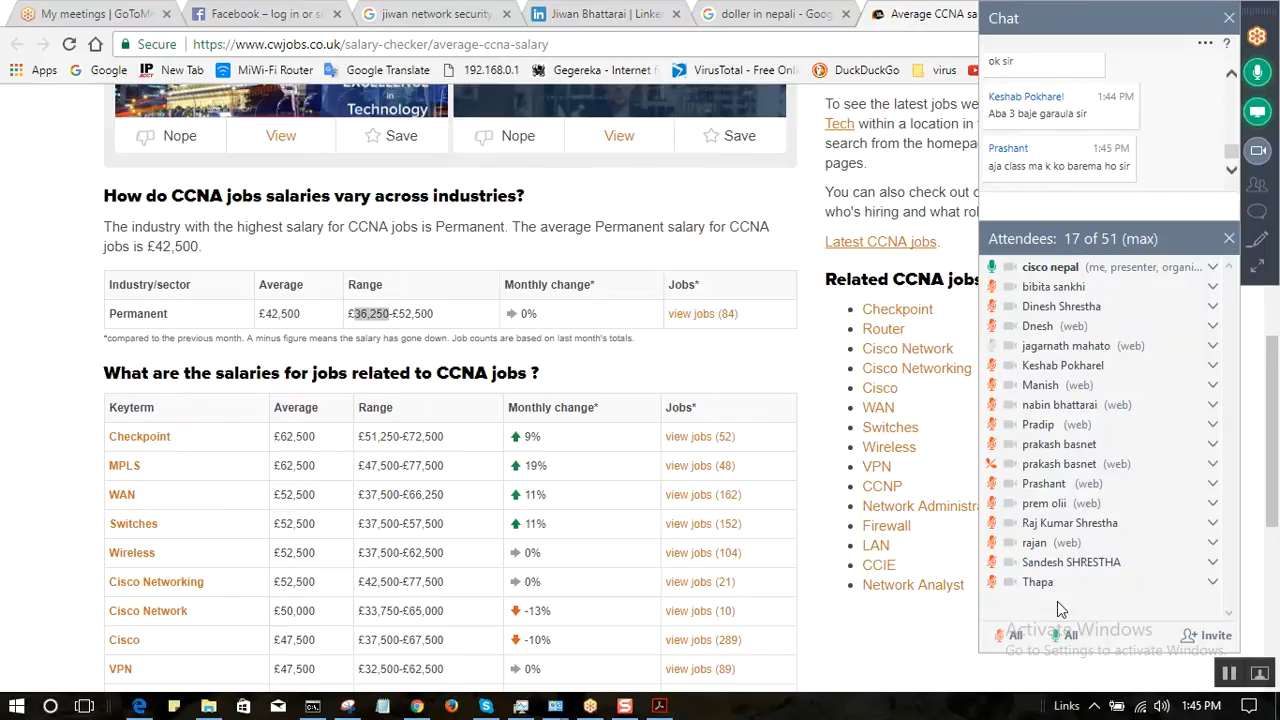 My meetings | GoToM
Facebook – log in or s
jiwan network security
Jiwan Bhattarai | Linke
doller in nepali - Goog
Average CCNA sa
Secure
https://www.cwjobs.co.uk/salary-checker/average-ccna-salary
Apps
Google
New Tab
MiWi-Router
Google Translate
192.168.0.1
Gegereka - Internet f
VirusTotal - Free Onl
DuckDuckGo
virus
EXCELLENCE in
Technology
Nope
View
Save
Nope
View
Save
How do CCNA jobs salaries vary across industries?
The industry with the highest salary for CCNA jobs is Permanent. The average Permanent salary for CCNA
jobs is £42,500.
Industry/sector Average Range Monthly change* Jobs*
Permanent £42,500 £36,250-£52,500 0% view jobs (84)
*compared to the previous month. A minus figure means the salary has gone down. Job counts are based on last month's totals.
What are the salaries for jobs related to CCNA jobs ?
Keyterm Average Range Monthly change* Jobs*
Checkpoint £62,500 £51,250-£72,500 9% view jobs (52)
MPLS £62,500 £47,500-£77,500 19% view jobs (48)
WAN £52,500 £37,500-£66,250 11% view jobs (162)
Switches £52,500 £37,500-£57,500 11% view jobs (152)
Wireless £52,500 £37,500-£62,500 0% view jobs (104)
Cisco Networking £52,500 £42,500-£77,500 0% view jobs (21)
Cisco Network £50,000 £33,750-£65,000 -13% view jobs (10)
Cisco £47,500 £37,500-£67,500 -10% view jobs (289)
VPN £47,500 £32,500-£62,500 0% view jobs (89)
To see the latest jobs we
Tech within a location in
search from the homepa
pages.
You can also check out o
who's hiring and what rol
Latest CCNA jobs.
Related CCNA jobs
Checkpoint
Router
Cisco Network
Cisco Networking
Cisco
WAN
Switches
Wireless
VPN
CCNP
Network Administra
Firewall
LAN
CCIE
Network Analyst
Chat
ok sir
Keshab Pokharel 1:44 PM
Aba 3 baje garaula sir
Prashant 1:45 PM
aja class ma k ko barema ho sir
Attendees: 17 of 51 (max)
cisco nepal (me, presenter, organi...
bibita sankhi
Dinesh Shrestha
Dnesh (web)
jagarnath mahato (web)
Keshab Pokharel
Manish (web)
nabin bhattarai (web)
Pradip (web)
prakash basnet
prakash basnet (web)
Prashant (web)
prem olii (web)
Raj Kumar Shrestha
rajan (web)
Sandesh SHRESTHA
Thapa
Activate Windows
All
All
Invite
Go to Settings to activate Windows.
Links
1:45 PM